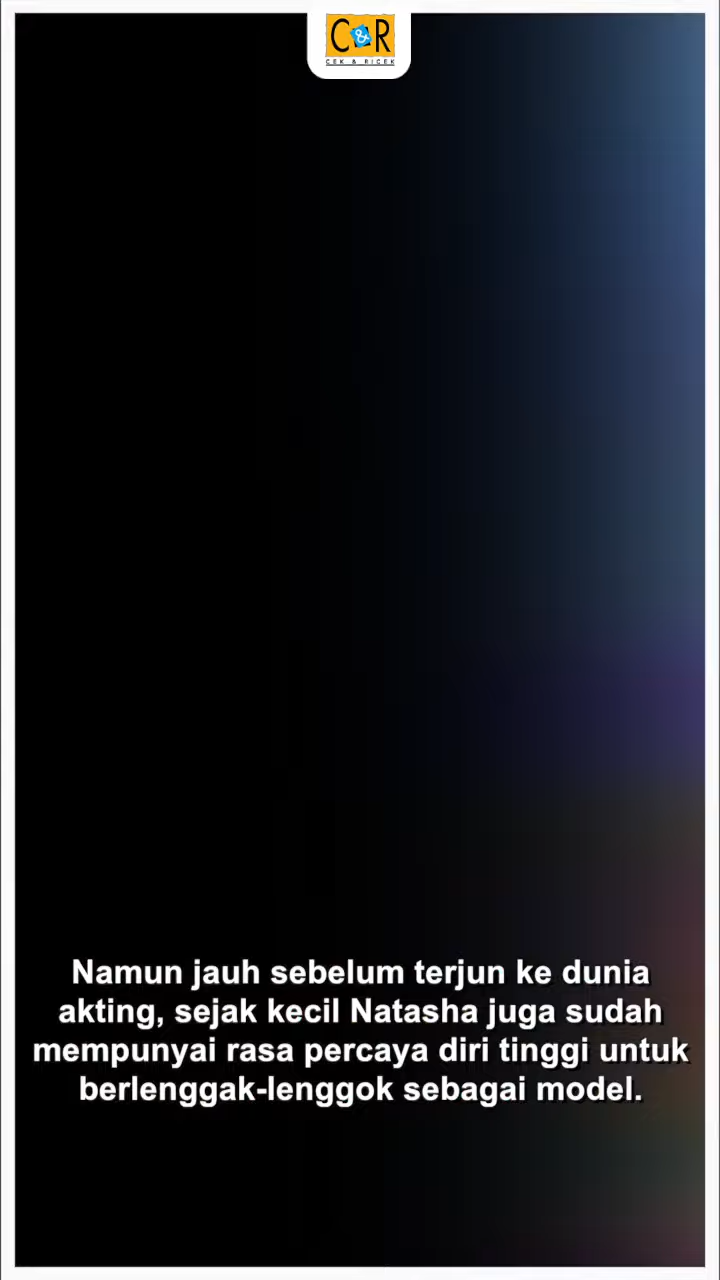 C&R
CEK & RICEK
Namun jauh sebelum terjun ke dunia
akting, sejak kecil Natasha juga sudah
mempunyai rasa percaya diri tinggi untuk
berlenggak-lenggok sebagai model.